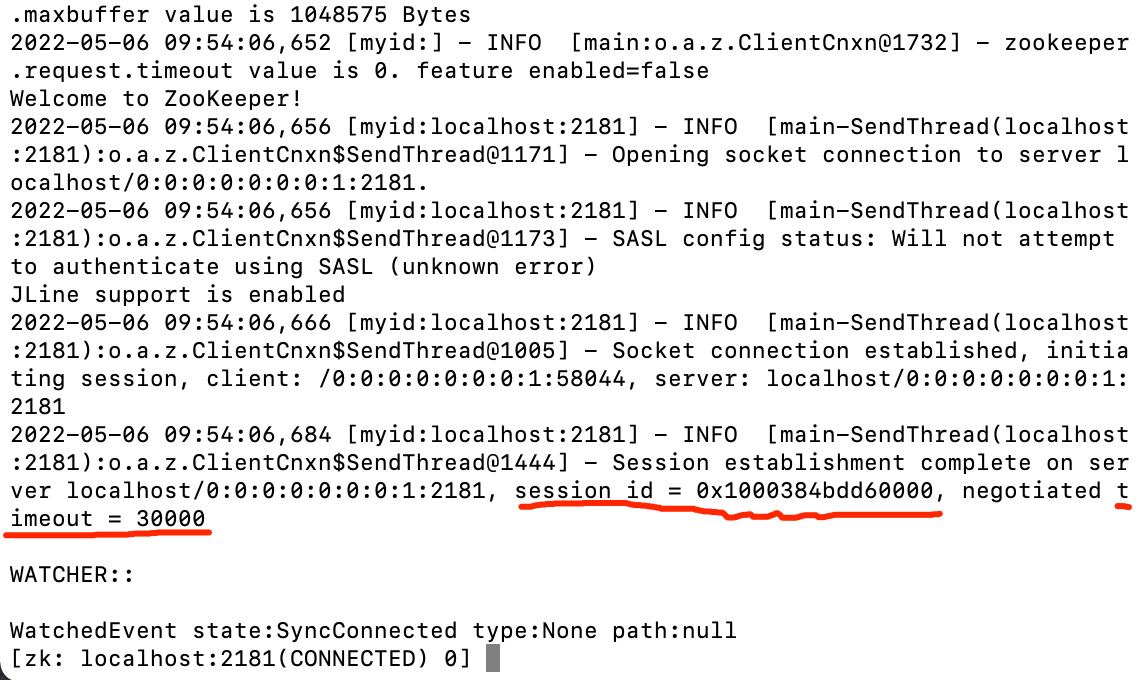 .maxbuffer value is 1048575 Bytes
2022-05-06 09:54:06,652 [myid:] - INFO  [main:o.a.z.ClientCnxn@1732] - zookeeper
.request.timeout value is 0. feature enabled=false
Welcome to ZooKeeper!
2022-05-06 09:54:06,656 [myid:localhost:2181] - INFO  [main-SendThread(localhost
:2181):o.a.z.ClientCnxn$SendThread@1171] - Opening socket connection to server l
ocalhost/0:0:0:0:0:0:0:1:2181.
2022-05-06 09:54:06,656 [myid:localhost:2181] - INFO  [main-SendThread(localhost
:2181):o.a.z.ClientCnxn$SendThread@1173] - SASL config status: Will not attempt
to authenticate using SASL (unknown error)
JLine support is enabled
2022-05-06 09:54:06,666 [myid:localhost:2181] - INFO  [main-SendThread(localhost
:2181):o.a.z.ClientCnxn$SendThread@1005] - Socket connection established, initia
ting session, client: /0:0:0:0:0:0:0:1:58044, server: localhost/0:0:0:0:0:0:0:1:
2181
2022-05-06 09:54:06,684 [myid:localhost:2181] - INFO  [main-SendThread(localhost
:2181):o.a.z.ClientCnxn$SendThread@1444] - Session establishment complete on ser
ver localhost/0:0:0:0:0:0:0:1:2181, session id = 0x1000384bdd60000, negotiated t
imeout = 30000
WATCHER::
WatchedEvent state:SyncConnected type:None path:null
[zk: localhost:2181(CONNECTED) 0]